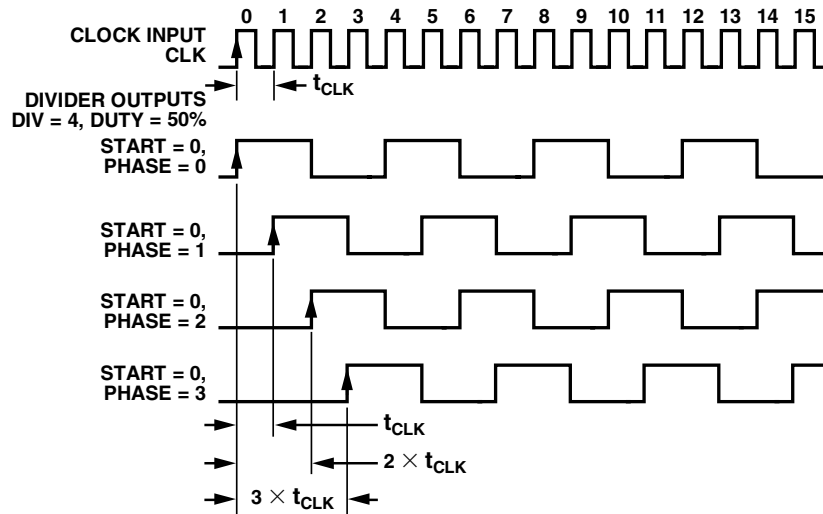 0 1 2 3 4 5 6 7 8 9 10 11 12 13 14 15
CLOCK INPUT
CLK
tCLK
DIVIDER OUTPUTS
DIV = 4, DUTY = 50%
START = 0,
PHASE = 0
START = 0,
PHASE = 1
START = 0,
PHASE = 2
START = 0,
PHASE = 3
tCLK
2 × tCLK
3 × tCLK